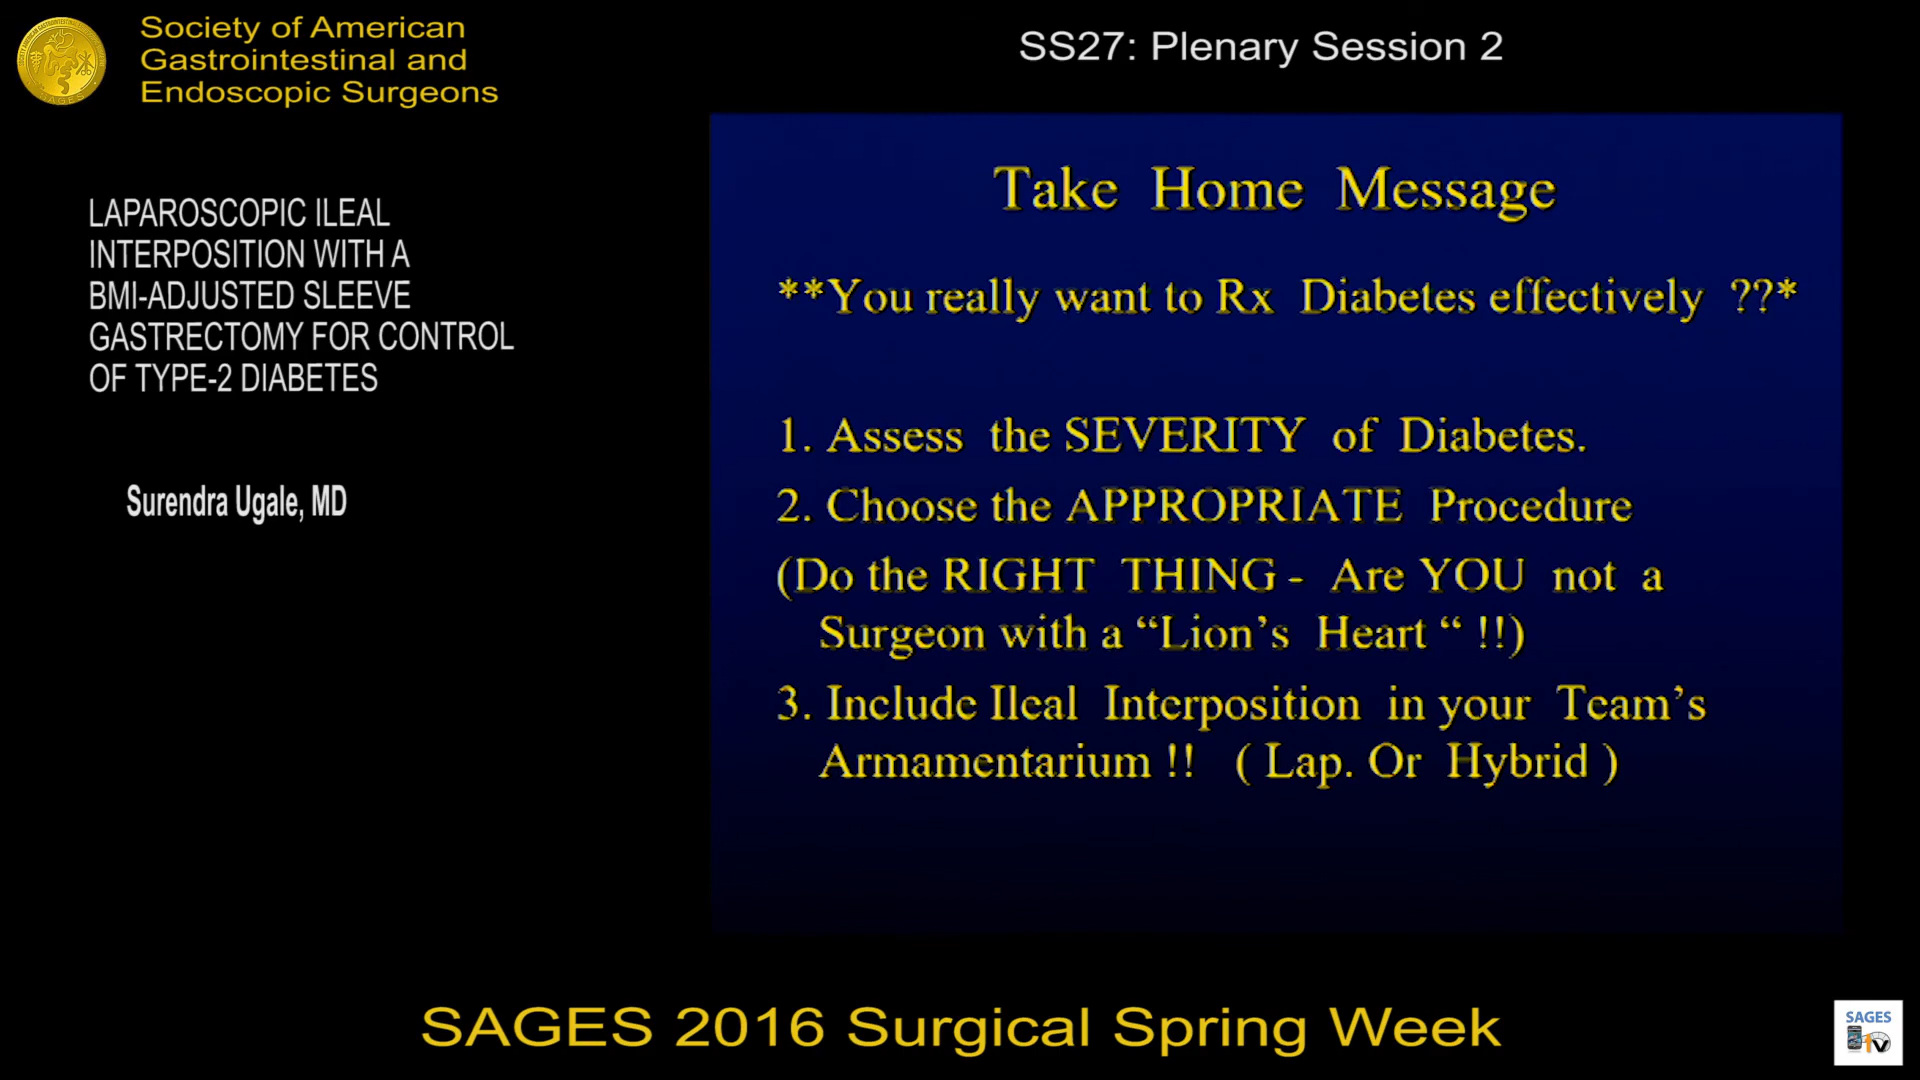 Society of American
Gastrointestinal and
Endoscopic Surgeons
SS27: Plenary Session 2
LAPAROSCOPIC ILEAL
INTERPOSITION WITH A
BMI-ADJUSTED SLEEVE
GASTRECTOMY FOR CONTROL
OF TYPE-2 DIABETES
Surendra Ugale, MD
Take Home Message
**You really want to Rx Diabetes effectively ??*
1. Assess the SEVERITY of Diabetes.
2. Choose the APPROPRIATE Procedure
(Do the RIGHT THING - Are YOU not a
Surgeon with a “Lion’s Heart “ !!)
3. Include Ileal Interposition in your Team’s
Armamentarium !! ( Lap. Or Hybrid )
SAGES 2016 Surgical Spring Week
SAGES
tv